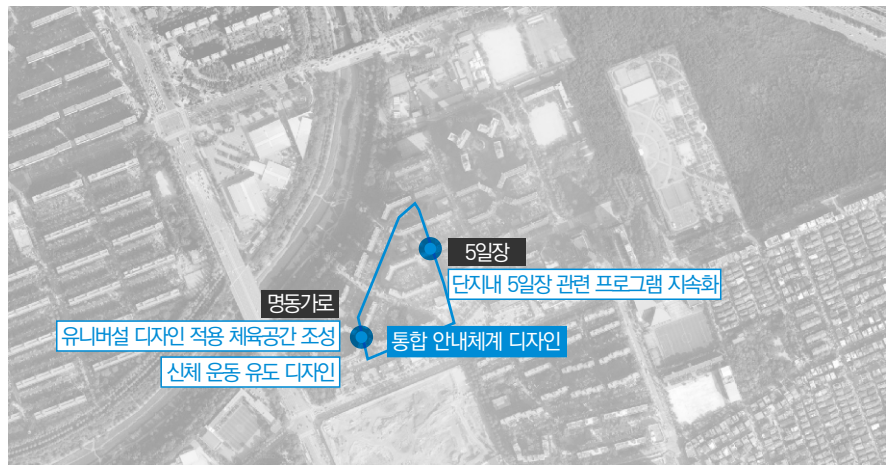 5일장
단지내 5일장 관련 프로그램 지속화
명동가로
유니버설 디자인 적용 체육공간 조성
통합 안내체계 디자인
신체 운동 유도 디자인